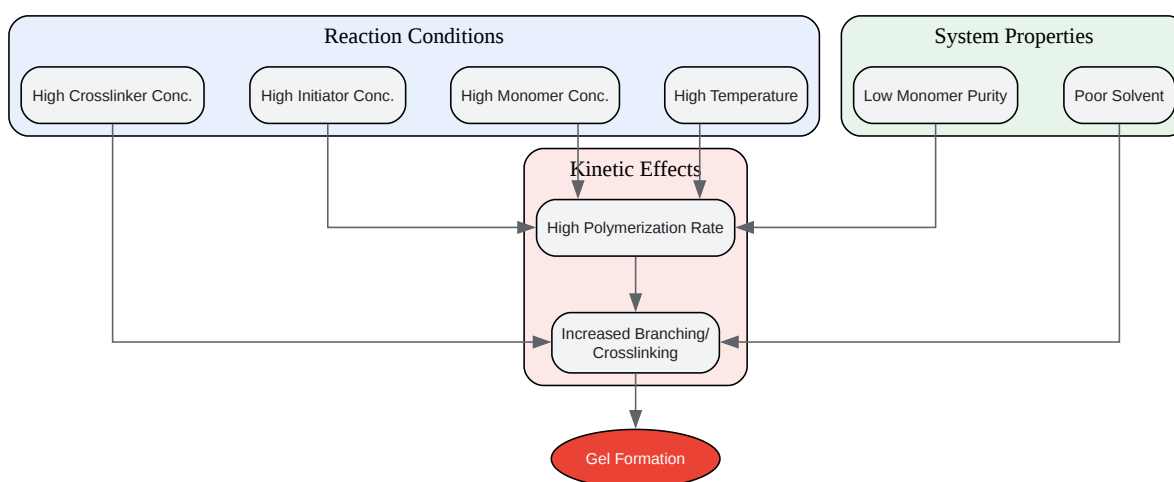 Reaction Conditions
System Properties
High Crosslinker Conc.
High Initiator Conc.
High Monomer Conc.
High Temperature
Low Monomer Purity
Poor Solvent
Kinetic Effects
High Polymerization Rate
Increased Branching/
Crosslinking
Gel Formation